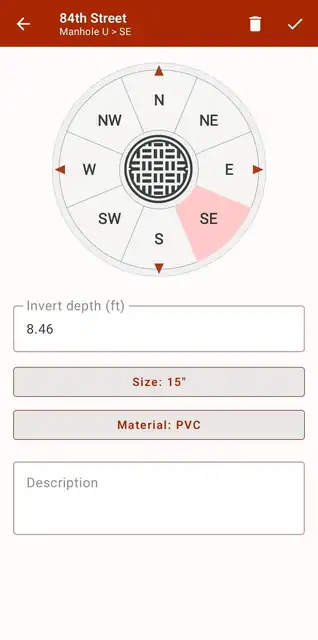 84th Street
Manhole U > SE
N
NW
NE
W
E
SW
SE
S
Invert depth (ft)
8.46
Size: 15"
Material: PVC
Description